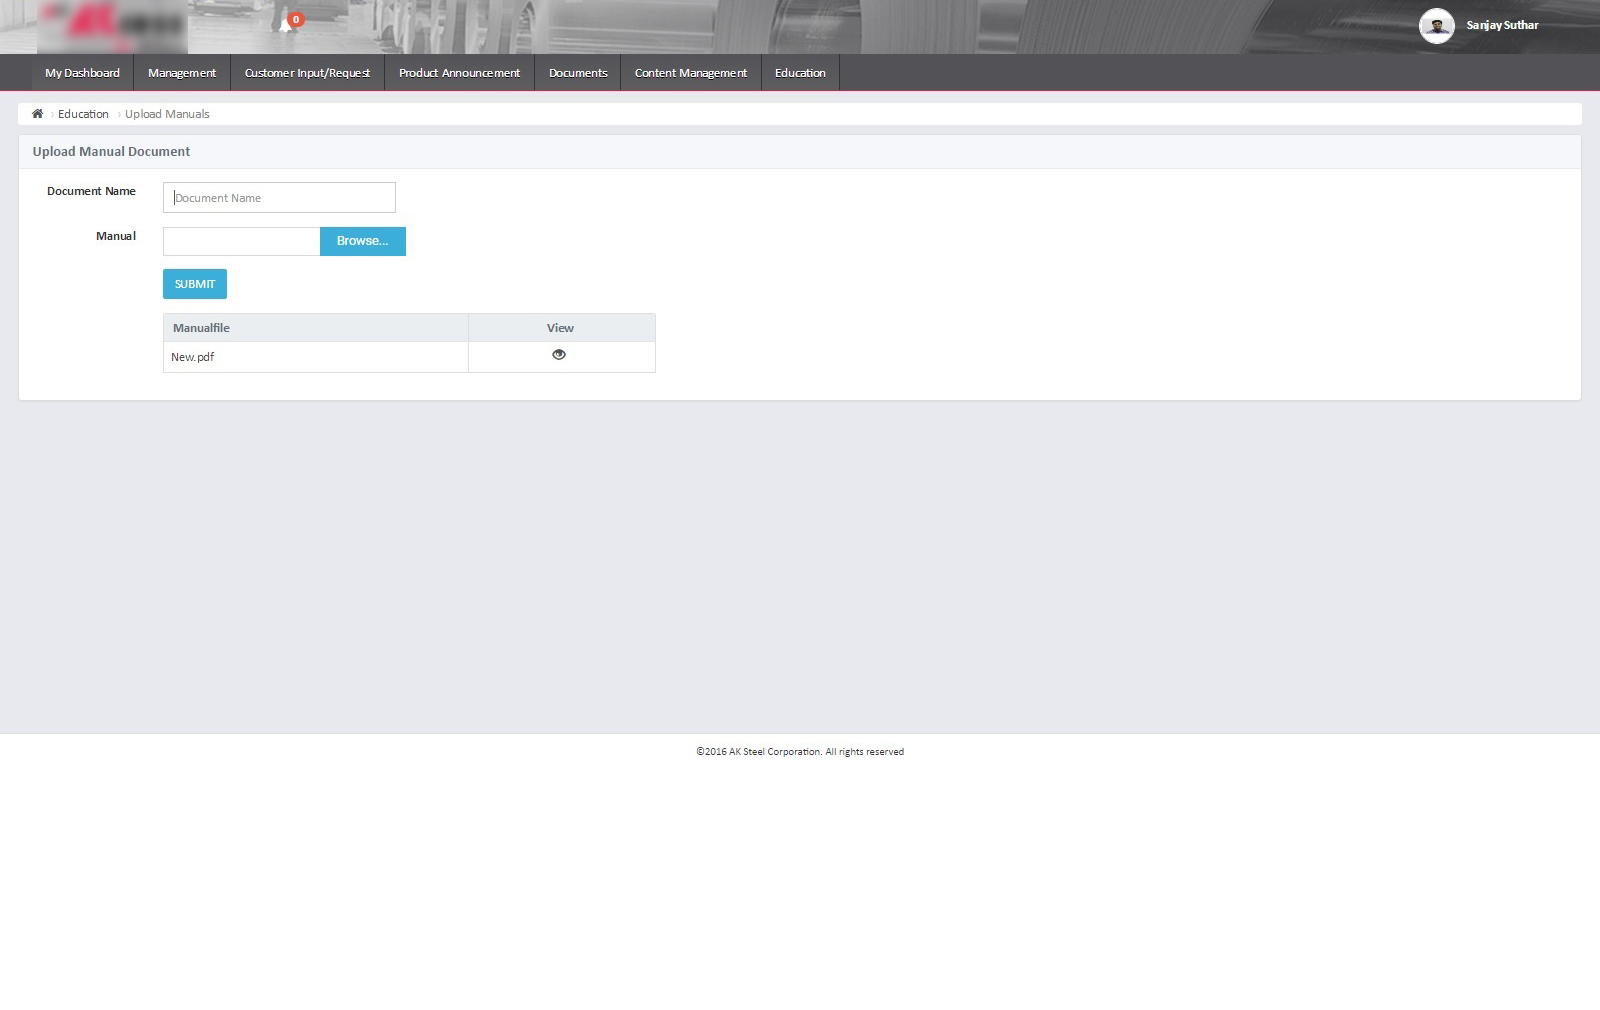 0
Sanjay Suthar
My Dashboard Management Customer Input/Request Product Announcement Documents Content Management Education
Education › Upload Manuals
Upload Manual Document
Document Name Document Name
Manual Browse...
SUBMIT
Manualfile View
New.pdf
©2016 AK Steel Corporation. All rights reserved